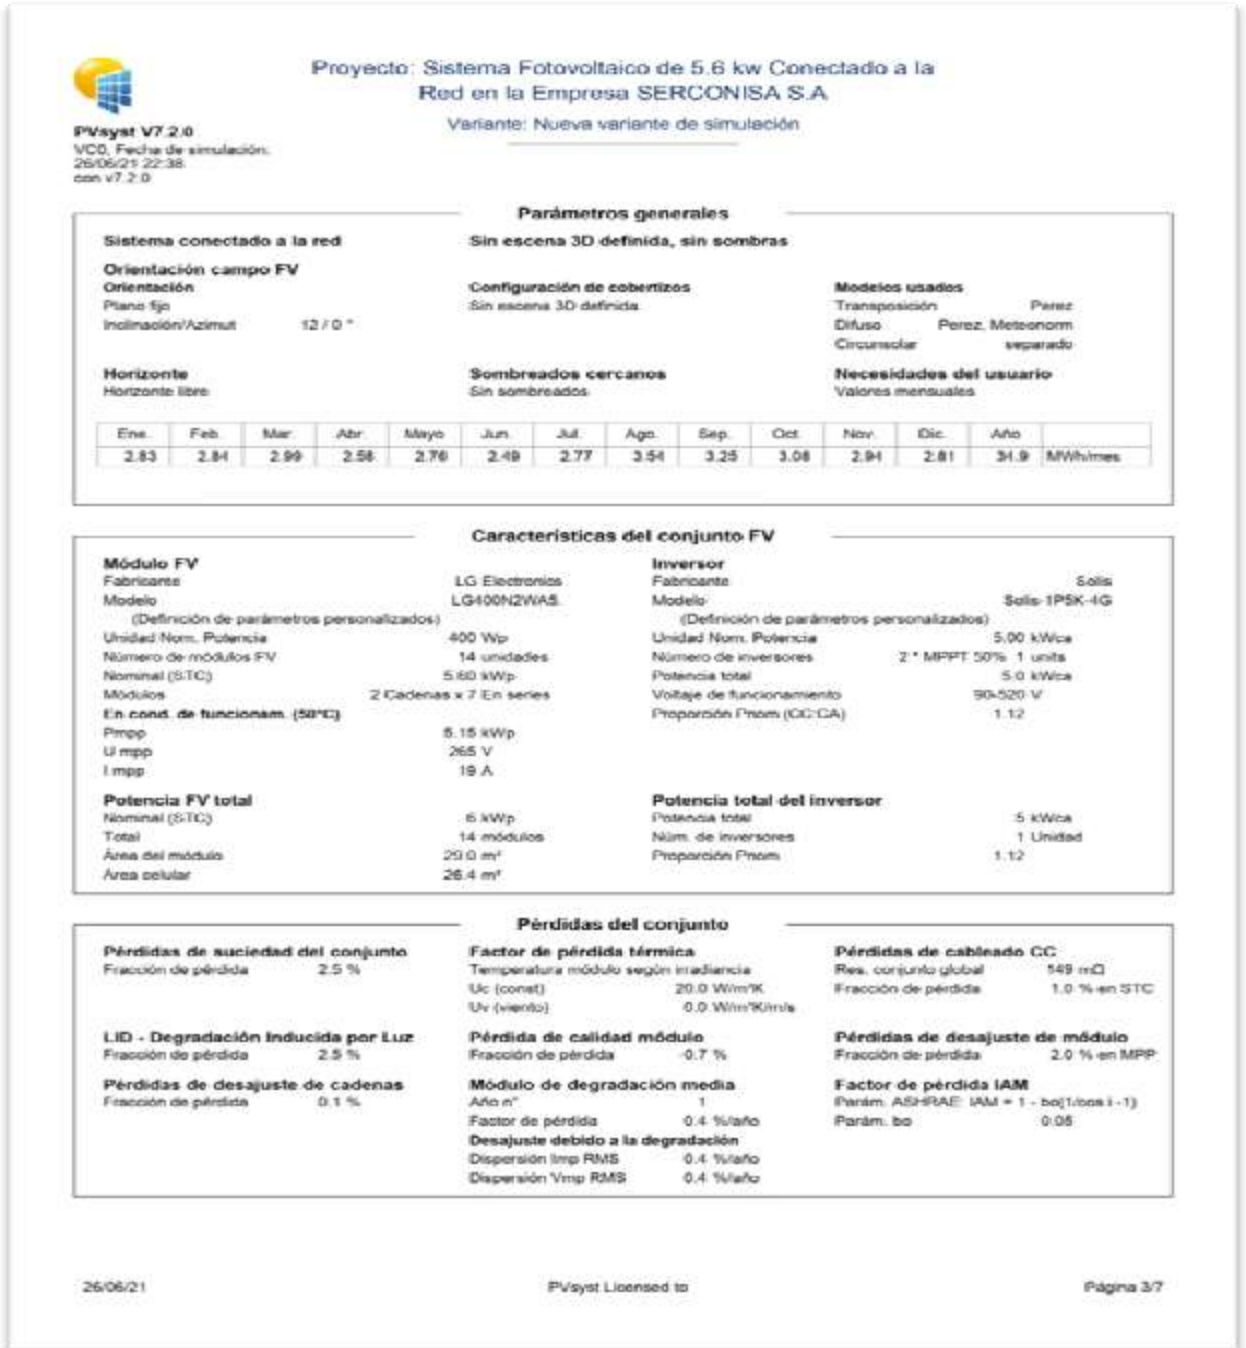 Proyecto: Sistema Fotovoltaico de 5.6 kw Conectado a la
Red en la Empresa SERCONISA S.A
Variante: Nueva variante de simulación
PVsyst V7.2.0
VC0, Fecha de simulación:
26/06/21 22:38
con v7.2.0
Parámetros generales
Sistema conectado a la red Sin escena 3D definida, sin sombras
Orientación campo FV
Orientación Configuración de cobertizos Modelos usados
Plano fijo Sin escena 3D definida Transposición Perez
Inclinación/Azimut 12 / 0 ° Difuso Perez, Meteonorm
Circunsolar separado
Horizonte Sombreados cercanos Necesidades del usuario
Horizonte libre Sin sombreados Valores mensuales
Ene. Feb. Mar. Abr. Mayo Jun. Jul. Ago. Sep. Oct. Nov. Dic. Año
2.83 2.84 2.99 2.58 2.76 2.49 2.77 3.54 3.25 3.08 2.94 2.81 34.9 MWh/mes
Características del conjunto FV
Módulo FV Inversor
Fabricante LG Electronics Fabricante Solis
Modelo LG400N2WA5. Modelo Solis-1P5K-4G
(Definición de parámetros personalizados) (Definición de parámetros personalizados)
Unidad Nom. Potencia 400 Wp Unidad Nom. Potencia 5.00 kWca
Número de módulos FV 14 unidades Número de inversores 2 * MPPT 50% 1 units
Nominal (STC) 5.60 kWp Potencia total 5.0 kWca
Módulos 2 Cadenas x 7 En series Voltaje de funcionamiento 90-520 V
En cond. de funcionam. (50°C) Proporción Pnom (CC:CA) 1.12
Pmpp 5.15 kWp
U mpp 265 V
I mpp 19 A
Potencia FV total Potencia total del inversor
Nominal (STC) 6 kWp Potencia total 5 kWca
Total 14 módulos Núm. de inversores 1 Unidad
Área del módulo 29.0 m² Proporción Pnom 1.12
Área celular 26.4 m²
Pérdidas del conjunto
Pérdidas de suciedad del conjunto Factor de pérdida térmica Pérdidas de cableado CC
Fracción de pérdida 2.5 % Temperatura módulo según irradiancia Res. conjunto global 549 mΩ
Uc (const) 20.0 W/m²K Fracción de pérdida 1.0 % en STC
Uv (viento) 0.0 W/m²K/m/s
LID - Degradación Inducida por Luz Pérdida de calidad módulo Pérdidas de desajuste de módulo
Fracción de pérdida 2.5 % Fracción de pérdida -0.7 % Fracción de pérdida 2.0 % en MPP
Pérdidas de desajuste de cadenas Módulo de degradación media Factor de pérdida IAM
Fracción de pérdida 0.1 % Año n° 1 Parám. ASHRAE: IAM = 1 - bo(1/cos i -1)
Factor de pérdida 0.4 %/año Parám. bo 0.05
Desajuste debido a la degradación
Dispersión Imp RMS 0.4 %/año
Dispersión Vmp RMS 0.4 %/año
26/06/21 PVsyst Licensed to Página 3/7